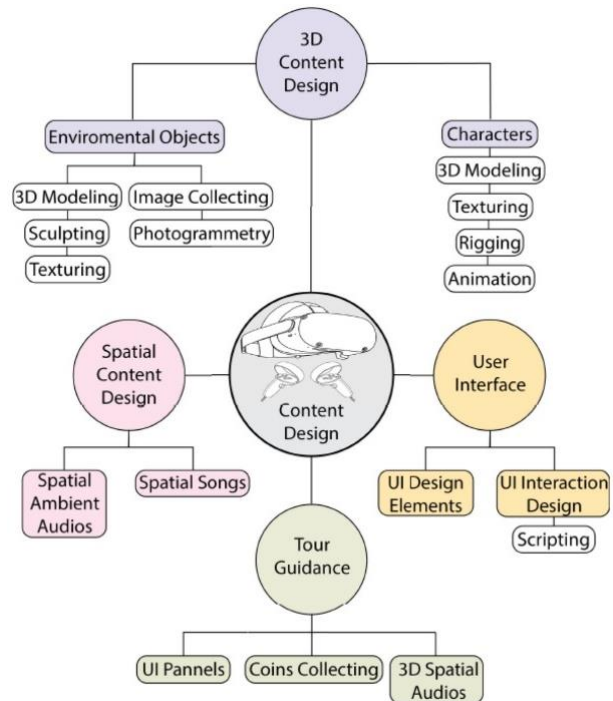 3D
Content
Design
Enviromental Objects
3D Modeling
Sculpting
Texturing
Image Collecting
Photogrammetry
Characters
3D Modeling
Texturing
Rigging
Animation
Content
Design
Spatial
Content
Design
Spatial
Ambient
Audios
Spatial Songs
User
Interface
UI Design
Elements
UI Interaction
Design
Scripting
Tour
Guidance
UI Pannels
Coins Collecting
3D Spatial
Audios